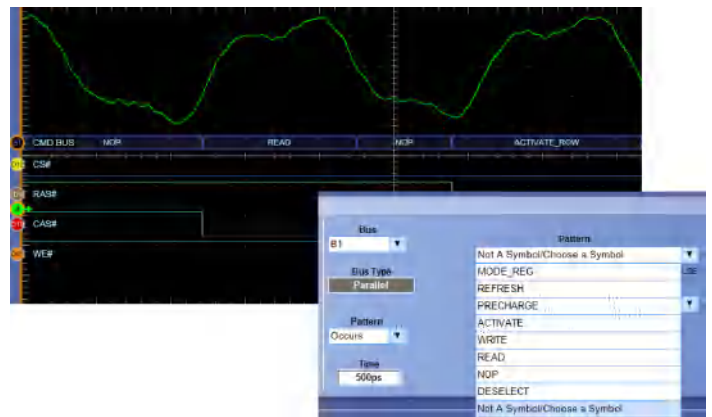 CMD BUS NOP READ NOP ACTIVATE_ROW
CS#
RAS#
CAS#
WE#
Bus
B1
Bus Type
Parallel
Pattern
Occurs
Time
500ps
Pattern
Not A Symbol/Choose a Symbol
MODE_REG
REFRESH
PRECHARGE
ACTIVATE
WRITE
READ
NOP
DESELECT
Not A Symbol/Choose a Symbol